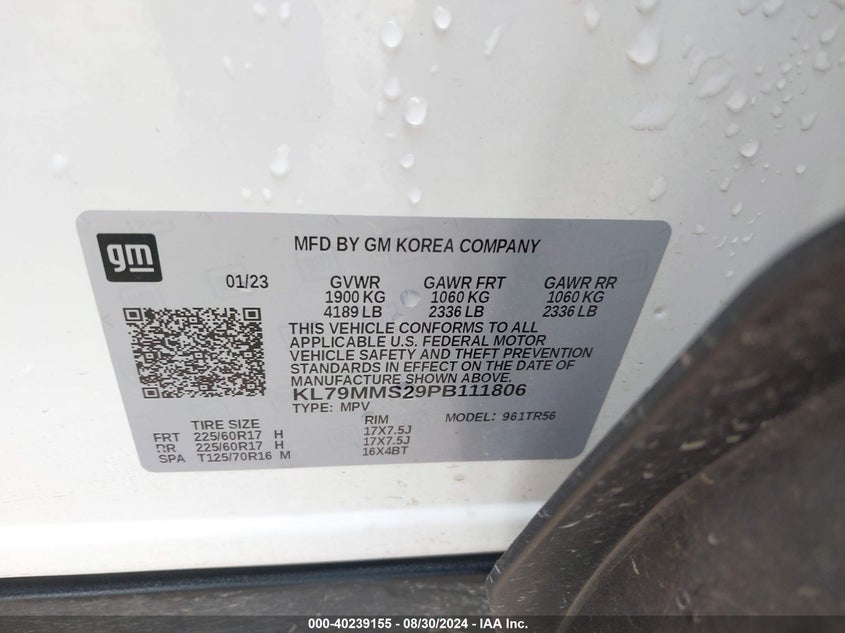 gm
MFD BY GM KOREA COMPANY
01/23 GVWR GAWR FRT GAWR RR
1900 KG 1060 KG 1060 KG
4189 LB 2336 LB 2336 LB
THIS VEHICLE CONFORMS TO ALL
APPLICABLE U.S. FEDERAL MOTOR
VEHICLE SAFETY AND THEFT PREVENTION
STANDARDS IN EFFECT ON THE DATE OF
MANUFACTURE SHOWN ABOVE.
KL79MMS29PB111806
TYPE: MPV MODEL: 961TR56
TIRE SIZE RIM
FRT 225/60R17 H 17X7.5J
RR 225/60R17 H 17X7.5J
SPA T125/70R16 M 16X4BT
000-40239155 - 08/30/2024 - IAA Inc.